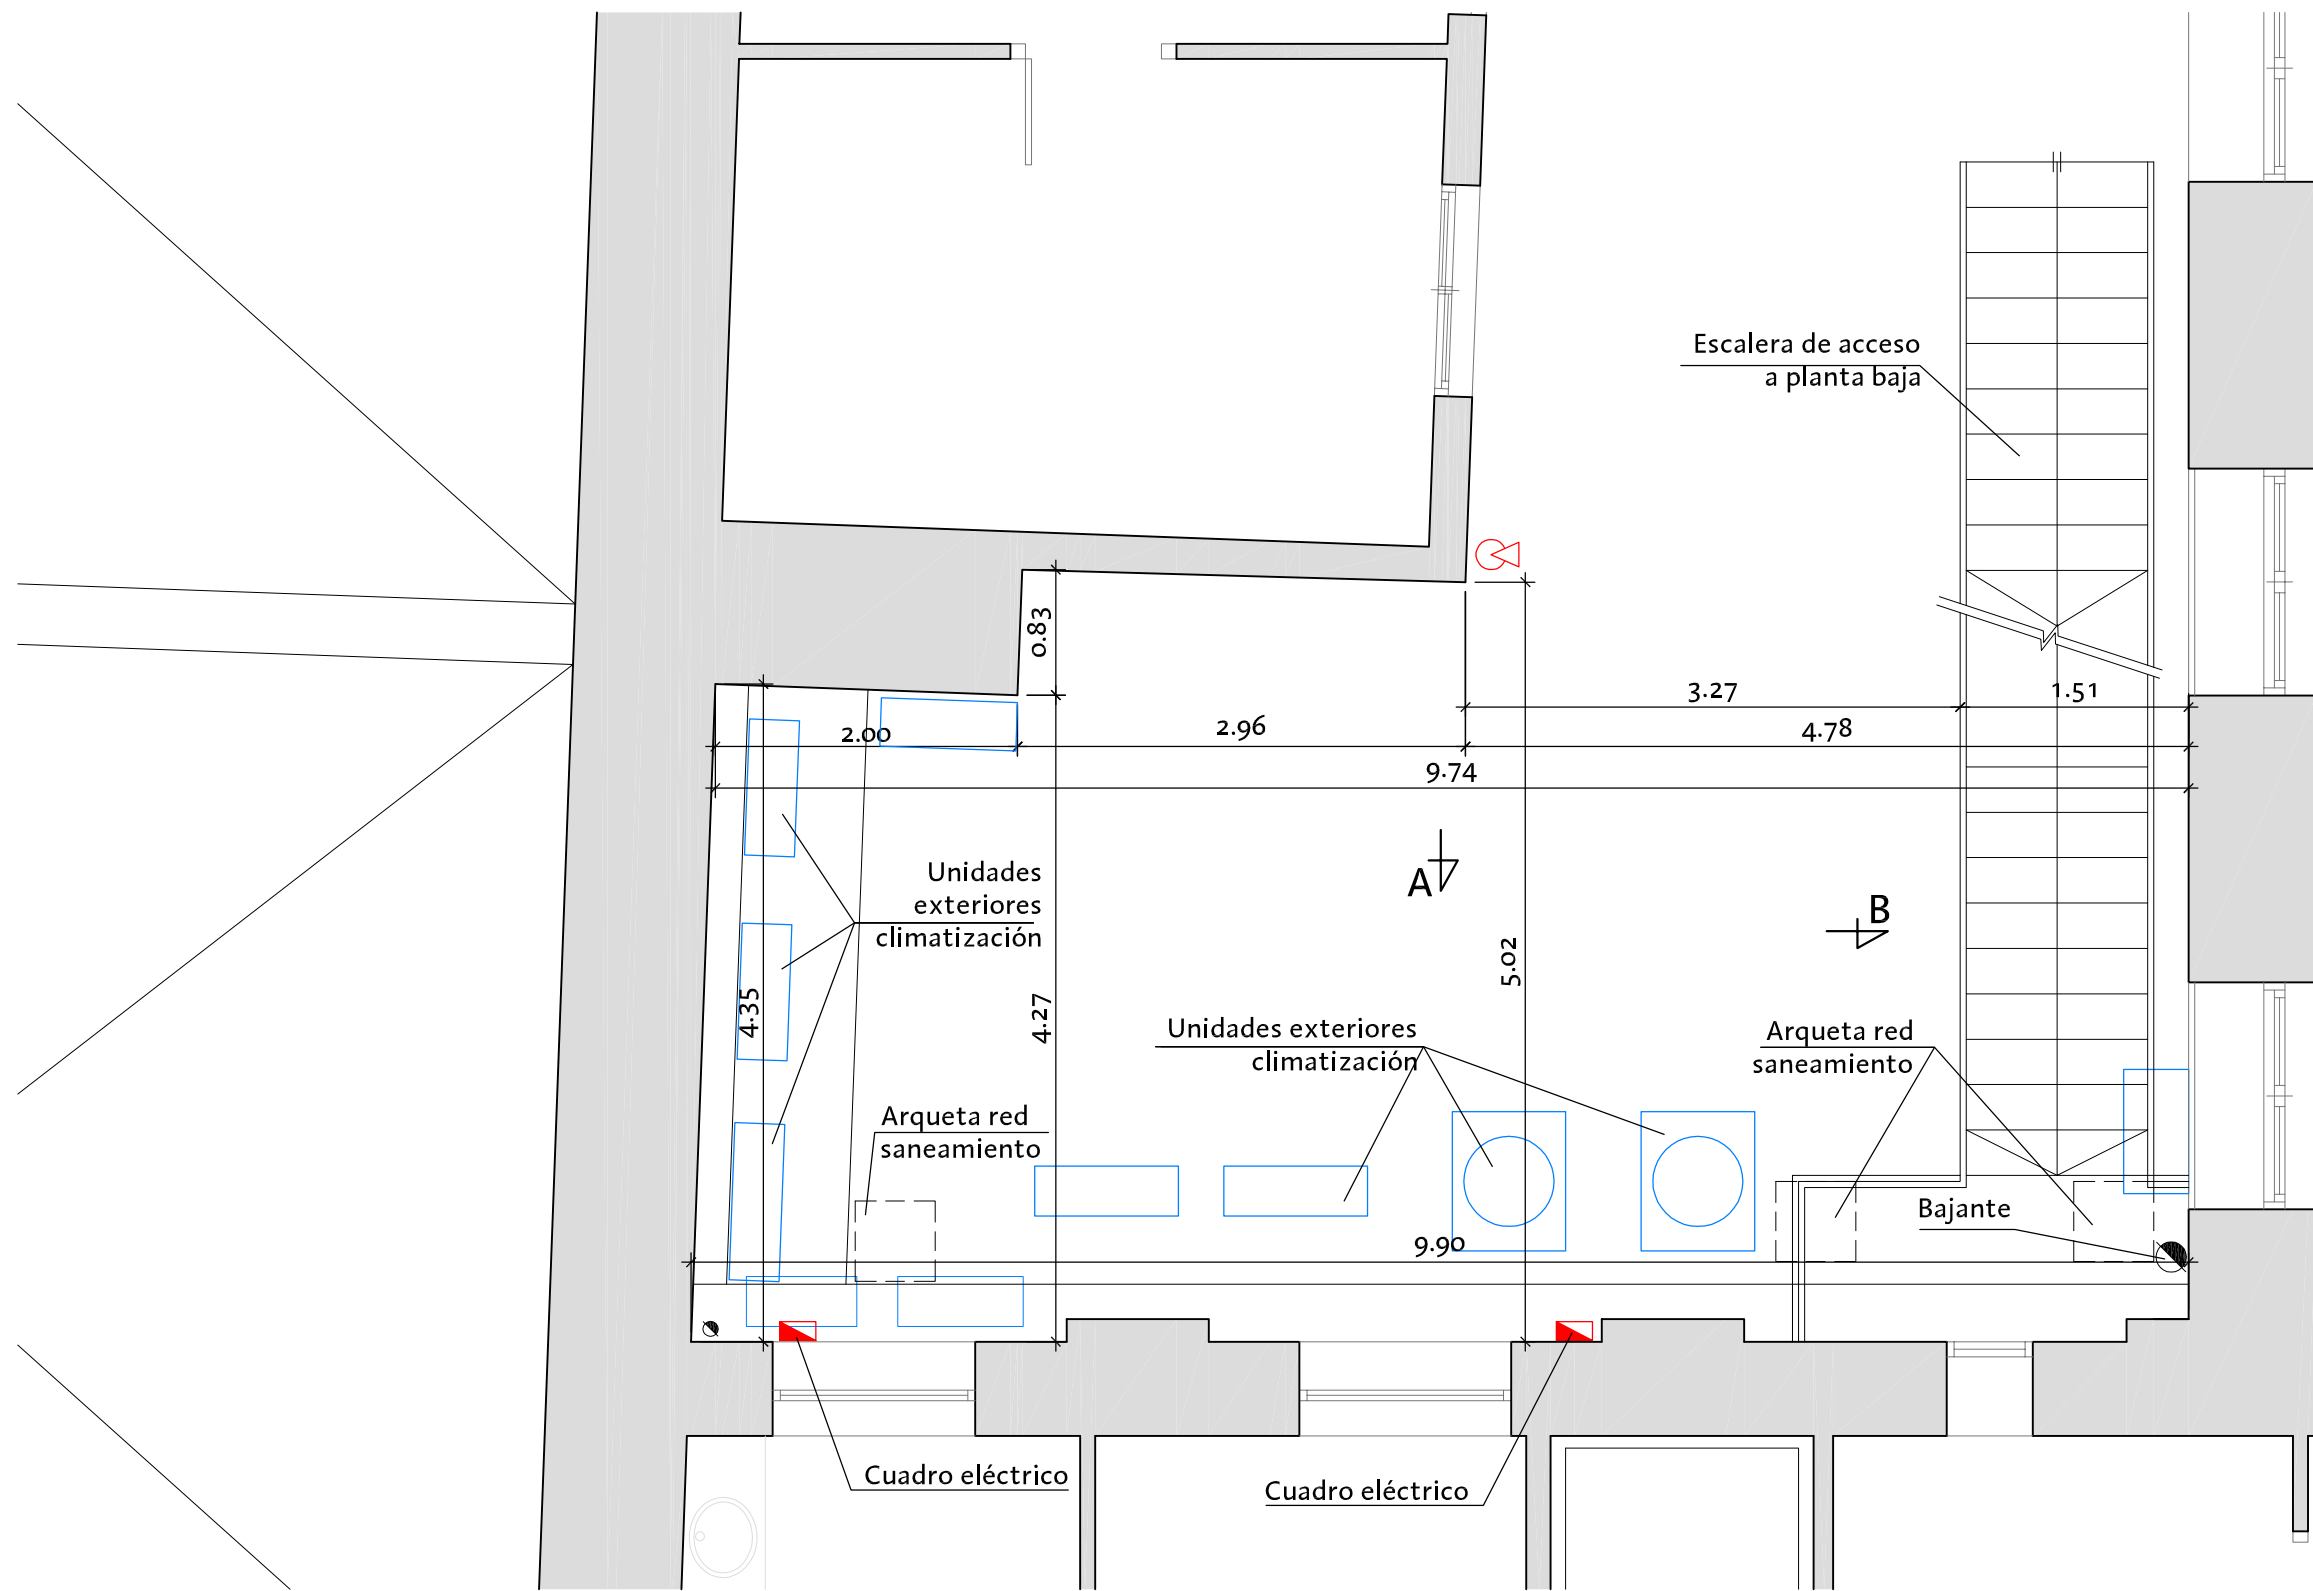 Escalera de acceso
a planta baja
0.83
3.27
1.51
2.00
2.96
4.78
9.74
A
B
Unidades
exteriores
climatización
4.35
4.27
5.02
Unidades exteriores
climatización
Arqueta red
saneamiento
Arqueta red
saneamiento
Bajante
9.90
Cuadro eléctrico
Cuadro eléctrico